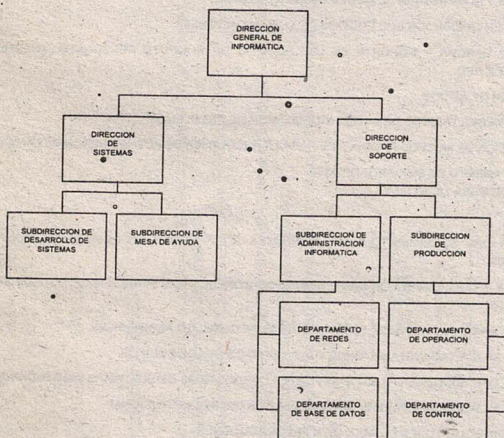 DIRECCION
GENERAL DE
INFORMATICA
DIRECCION
DE
SISTEMAS
DIRECCION
DE
SOPORTE
SUBDIRECCION DE
DESARROLLO DE
SISTEMAS
SUBDIRECCION DE
MESA DE AYUDA
SUBDIRECCION DE
ADMINISTRACION
INFORMATICA
SUBDIRECCION
DE
PRODUCCION
DEPARTAMENTO
DE REDES
DEPARTAMENTO
DE OPERACION
DEPARTAMENTO
DE BASE DE DATOS
DEPARTAMENTO
DE CONTROL